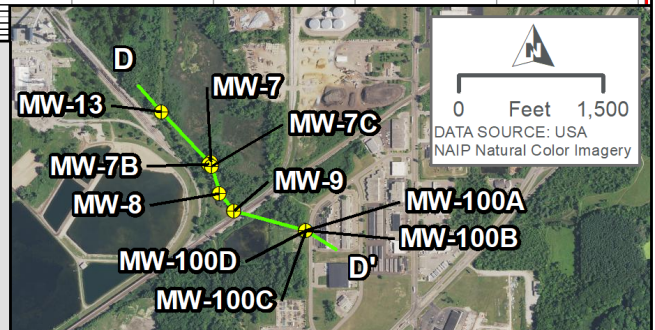 D
MW-13
MW-7
MW-7C
MW-7B
MW-8
MW-9
MW-100A
MW-100B
MW-100D
MW-100C
D'
N
0 Feet 1,500
DATA SOURCE: USA
NAIP Natural Color Imagery